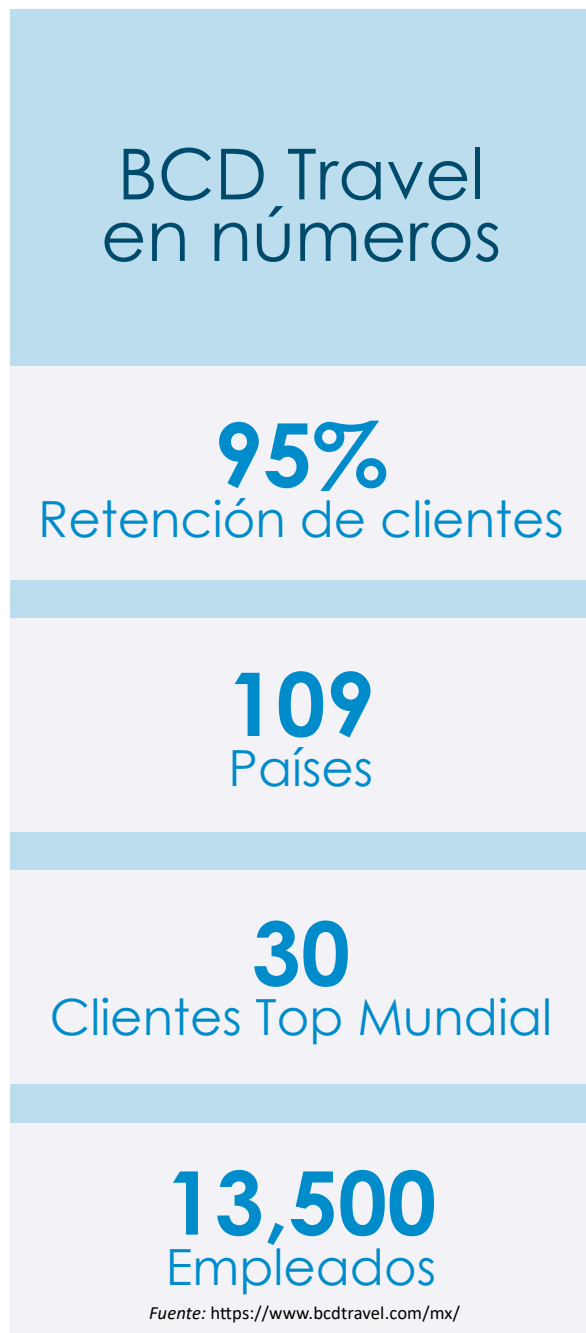 BCD Travel
en números
95%
Retención de clientes
109
Países
30
Clientes Top Mundial
13,500
Empleados
Fuente: https://www.bcdtravel.com/mx/